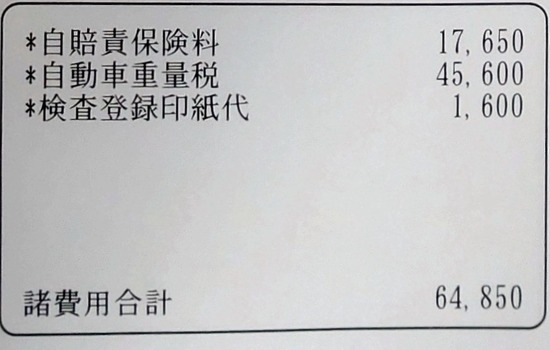 *自賠責保険料 17,650
*自動車重量税 45,600
*検査登録印紙代 1,600
諸費用合計 64,850